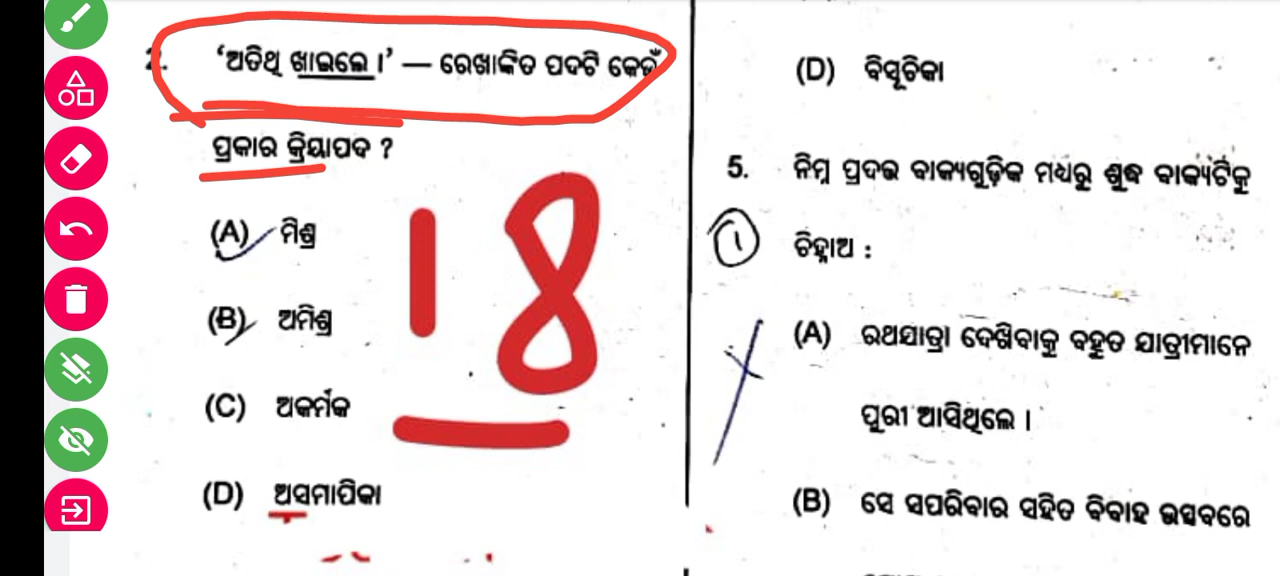 2. ‘ଅତିଥି ଖାଇଲେ ।’ — ରେଖାଙ୍କିତ ପଦଟି କେଉଁ
ପ୍ରକାର କ୍ରିୟାପଦ ?
(A) ମିଶ୍ର
(B) ଅମିଶ୍ର
(C) ଅକର୍ମକ
(D) ଅସମାପିକା
18
(D) ବିସୂଚିକା
5. ନିମ୍ନ ପ୍ରଦତ୍ତ ବାକ୍ୟଗୁଡ଼ିକ ମଧ୍ୟରୁ ଶୁଦ୍ଧ ବାକ୍ୟଟିକୁ
ଚିହ୍ନାଅ :
(A) ରଥଯାତ୍ରା ଦେଖିବାକୁ ବହୁତ ଯାତ୍ରୀମାନେ
ପୁରୀ ଆସିଥିଲେ ।
(B) ସେ ସପରିବାର ସହିତ ବିବାହ ଉତ୍ସବରେ